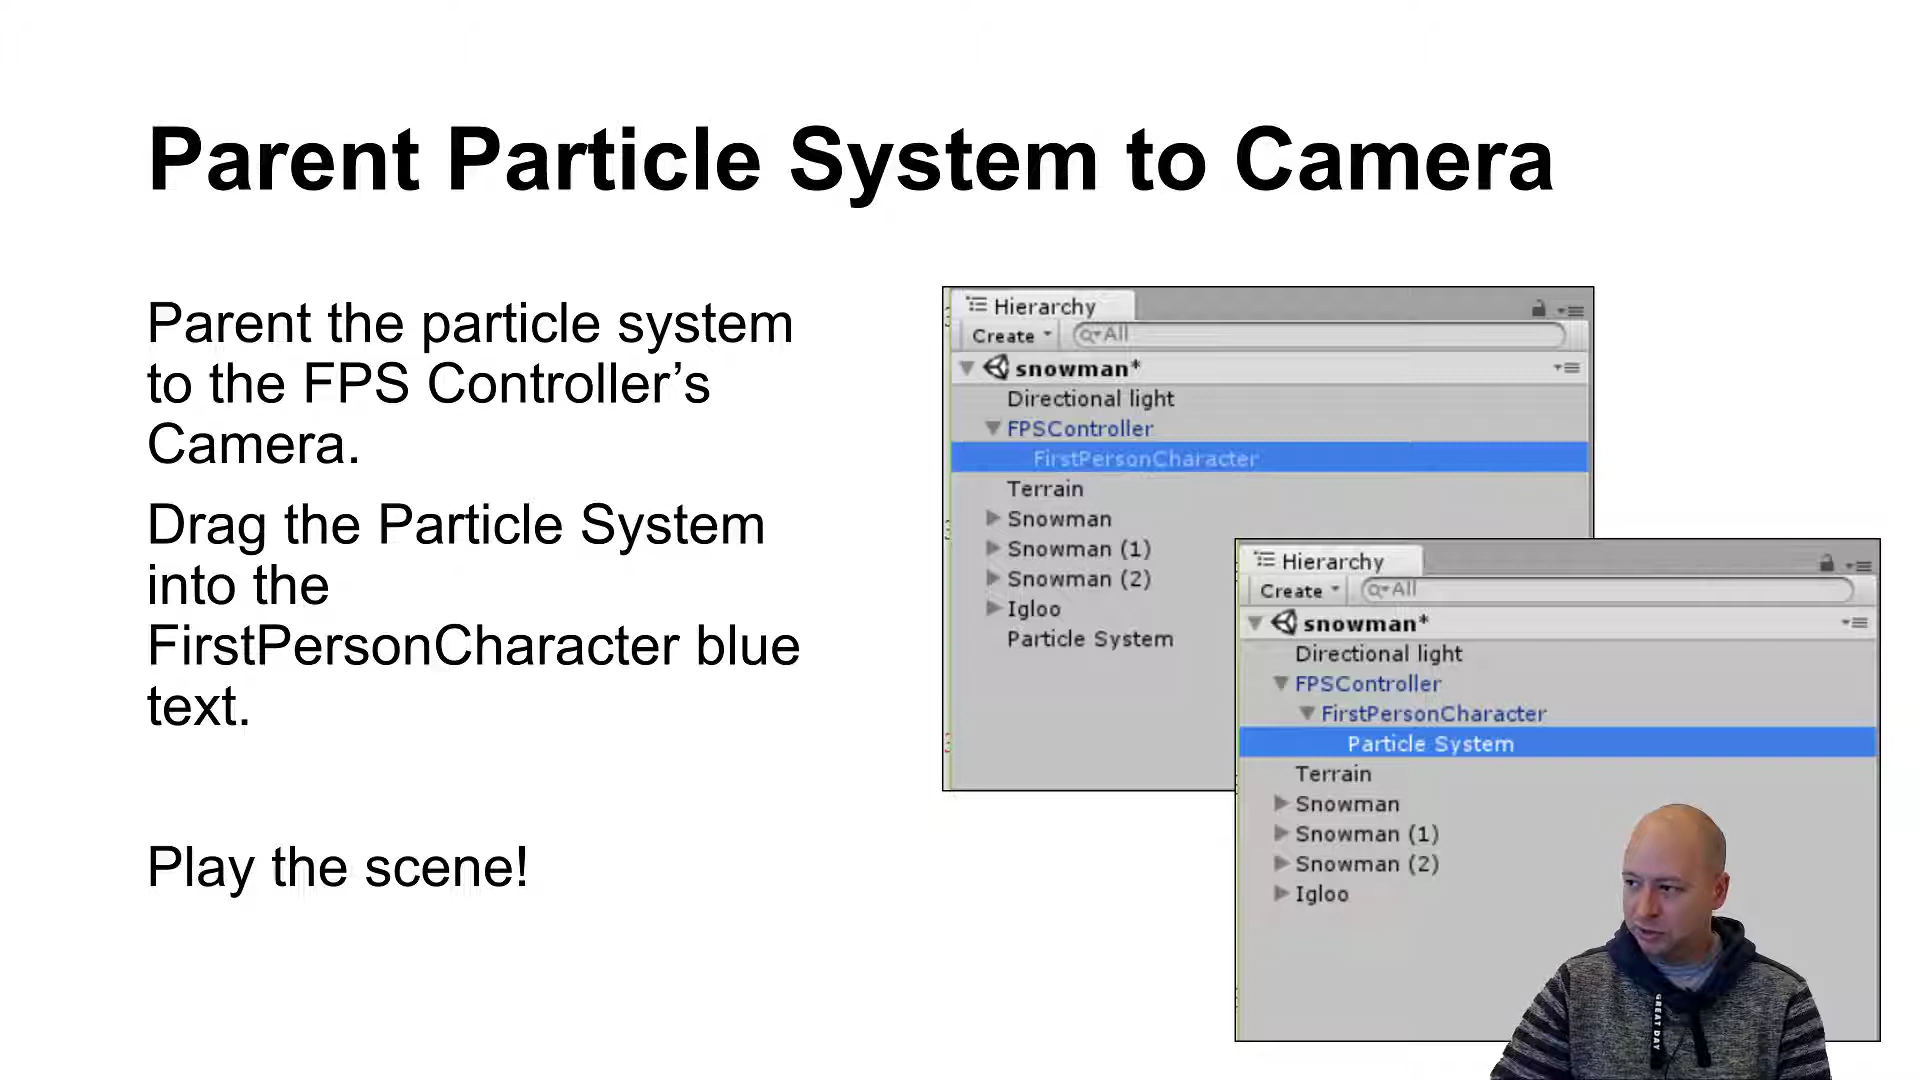 Parent Particle System to Camera
Parent the particle system
to the FPS Controller’s
Camera.
Drag the Particle System
into the
FirstPersonCharacter blue
text.
Play the scene!
Hierarchy
Create
All
snowman*
Directional light
FPSController
FirstPersonCharacter
Terrain
Snowman
Snowman (1)
Snowman (2)
Igloo
Particle System
Hierarchy
Create
All
snowman*
Directional light
FPSController
FirstPersonCharacter
Particle System
Terrain
Snowman
Snowman (1)
Snowman (2)
Igloo
GREAT DAY